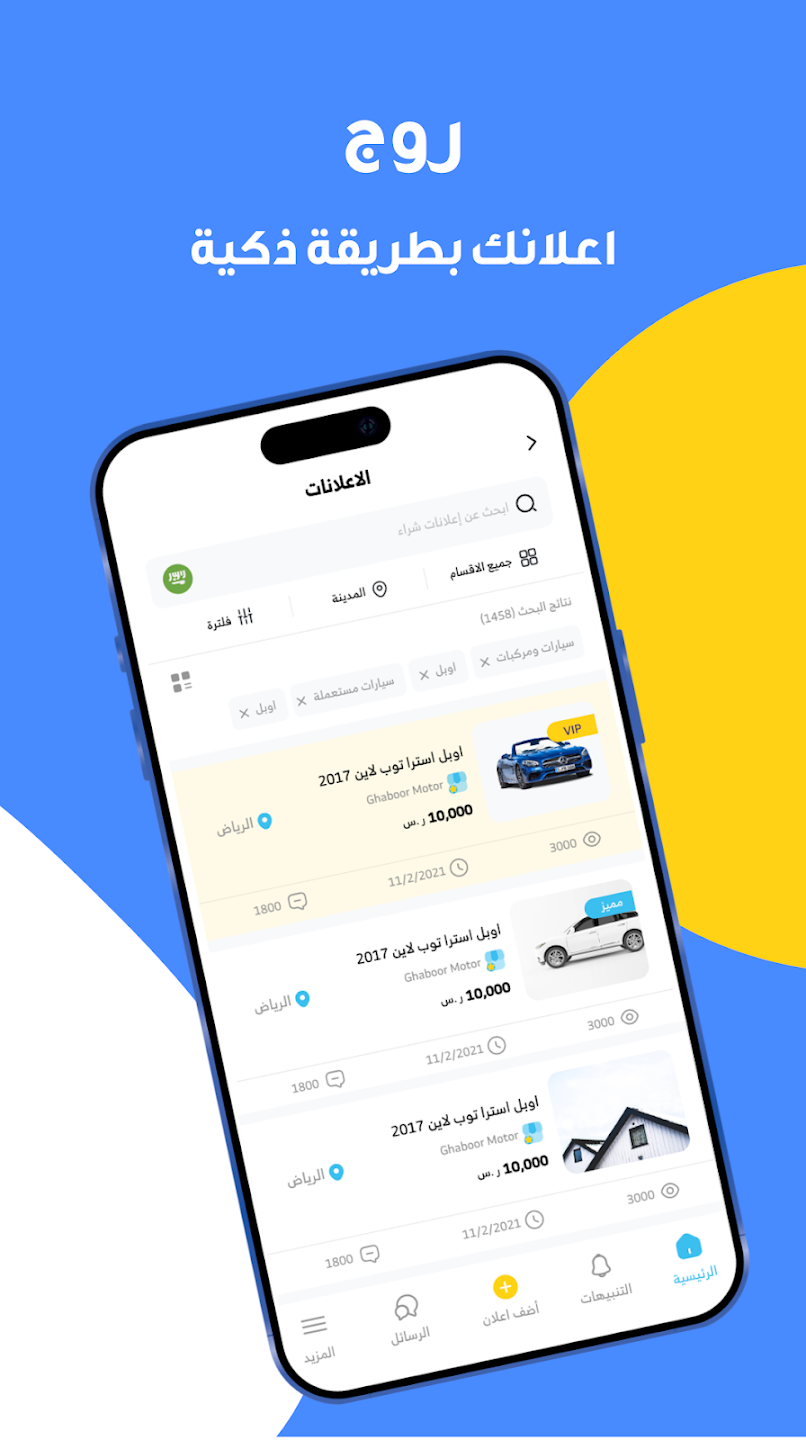 روج
اعلانك بطريقة ذكية
الاعلانات
ابحث عن إعلانات شراء
جميع الاقسام
المدينة
فلترة
نتائج البحث (1458)
سيارات ومركبات
اوبل
سيارات مستعملة
اوبل
VIP
اوبل استرا توب لاين 2017
Ghaboor Motor
10,000 ر.س
الرياض
3000
11/2/2021
1800
مميز
اوبل استرا توب لاين 2017
Ghaboor Motor
10,000 ر.س
الرياض
3000
11/2/2021
1800
اوبل استرا توب لاين 2017
Ghaboor Motor
10,000 ر.س
الرياض
3000
11/2/2021
1800
الرئيسية
التنبيهات
أضف اعلان
الرسائل
المزيد